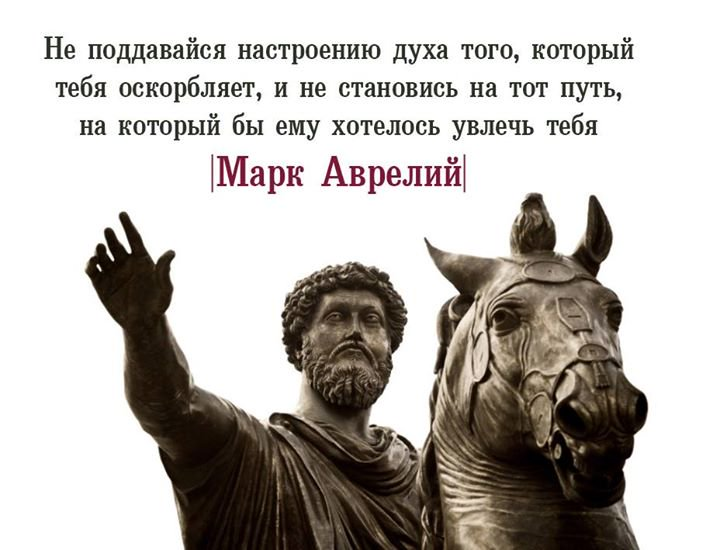 Не поддавайся настроению духа того, который
тебя оскорбляет, и не становись на тот путь,
на который бы ему хотелось увлечь тебя
|Марк Аврелий|